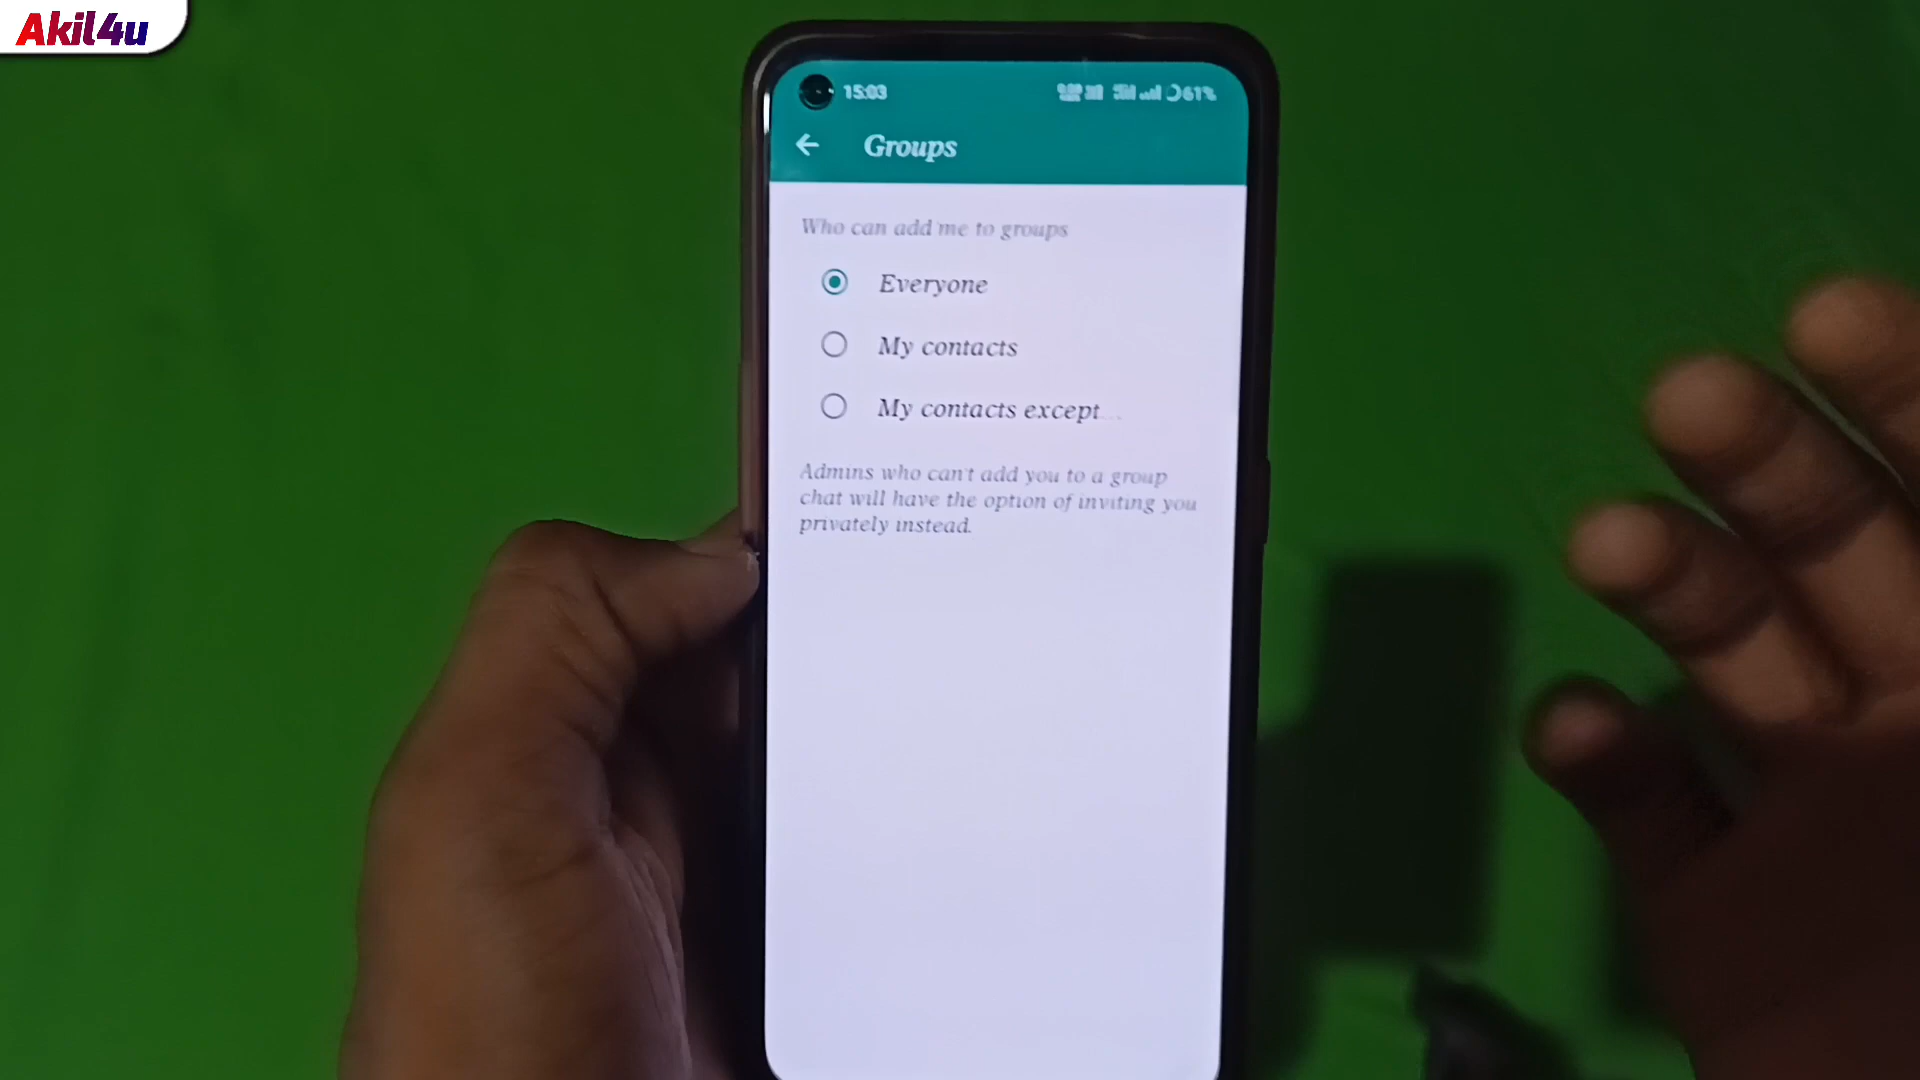 Akil4u
15:03
61%
Groups
Who can add me to groups
Everyone
My contacts
My contacts except...
Admins who can't add you to a group
chat will have the option of inviting you
privately instead.